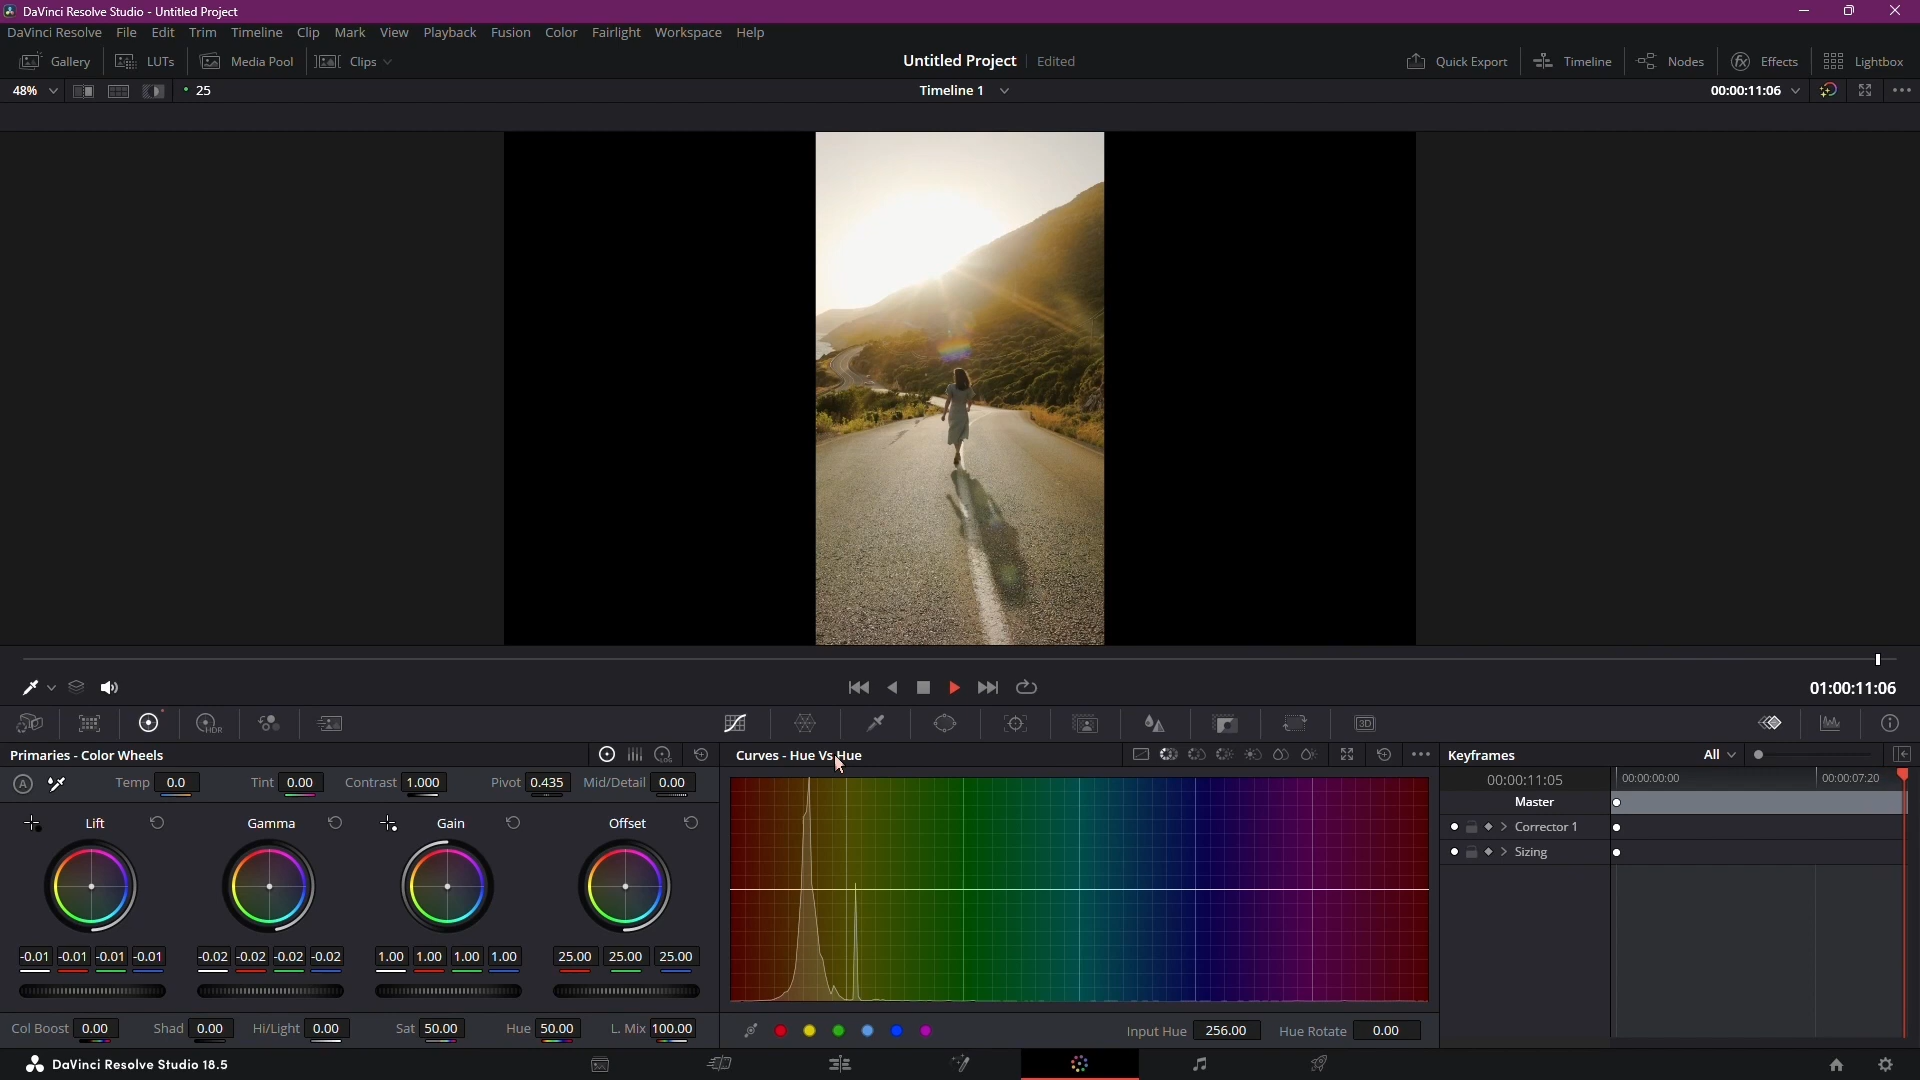 DaVinci Resolve Studio - Untitled Project
DaVinci Resolve File Edit Trim Timeline Clip Mark View Playback Fusion Color Fairlight Workspace Help
Gallery LUTs Media Pool Clips Untitled Project Edited Quick Export Timeline Nodes Effects Lightbox
48% 25 Timeline 1 00:00:11:06
01:00:11:06
Primaries - Color Wheels Curves - Hue Vs Hue Keyframes All
Temp 0.0 Tint 0.00 Contrast 1.000 Pivot 0.435 Mid/Detail 0.00 00:00:11:05 00:00:00:00 00:00:07:20
Master
Lift Gamma Gain Offset Corrector 1
Sizing
-0.01 -0.01 -0.01 -0.01 -0.02 -0.02 -0.02 -0.02 1.00 1.00 1.00 1.00 25.00 25.00 25.00
Col Boost 0.00 Shad 0.00 Hi/Light 0.00 Sat 50.00 Hue 50.00 L. Mix 100.00 Input Hue 256.00 Hue Rotate 0.00
DaVinci Resolve Studio 18.5